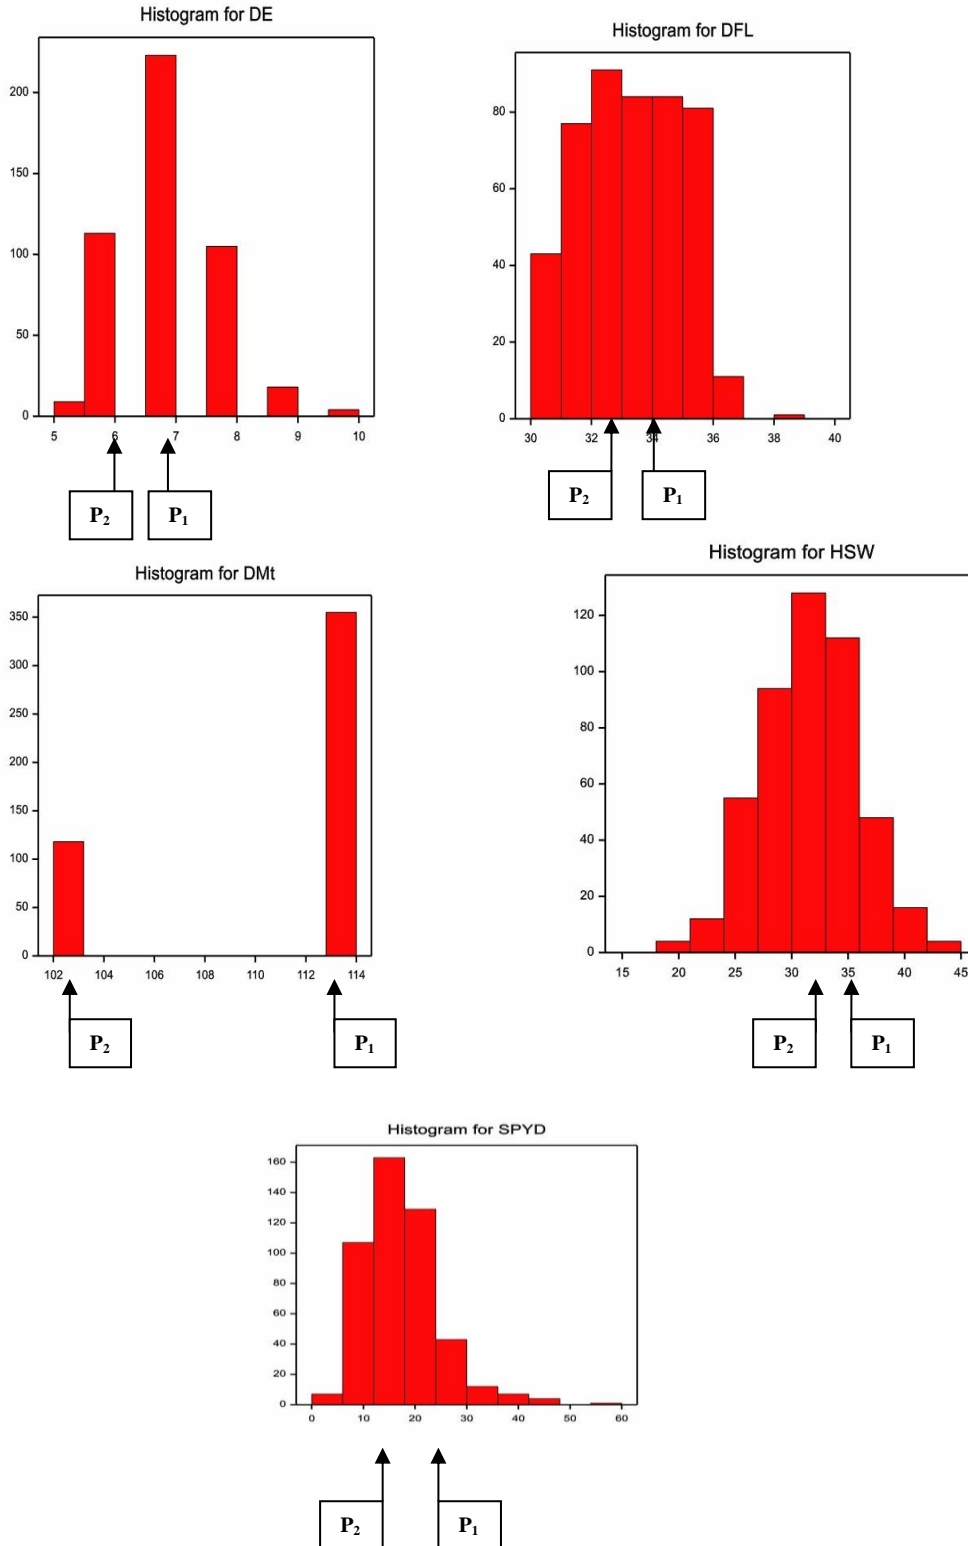 Histogram for DE
200
150
100
50
0
5 6 7 8 9 10
P₂ P₁
Histogram for DFL
80
60
40
20
0
30 32 34 36 38 40
P₂ P₁
Histogram for DMt
350
300
250
200
150
100
50
0
102 104 106 108 110 112 114
P₂ P₁
Histogram for HSW
120
100
80
60
40
20
0
15 20 25 30 35 40 45
P₂ P₁
Histogram for SPYD
160
140
120
100
80
60
40
20
0
0 10 20 30 40 50 60
P₂ P₁